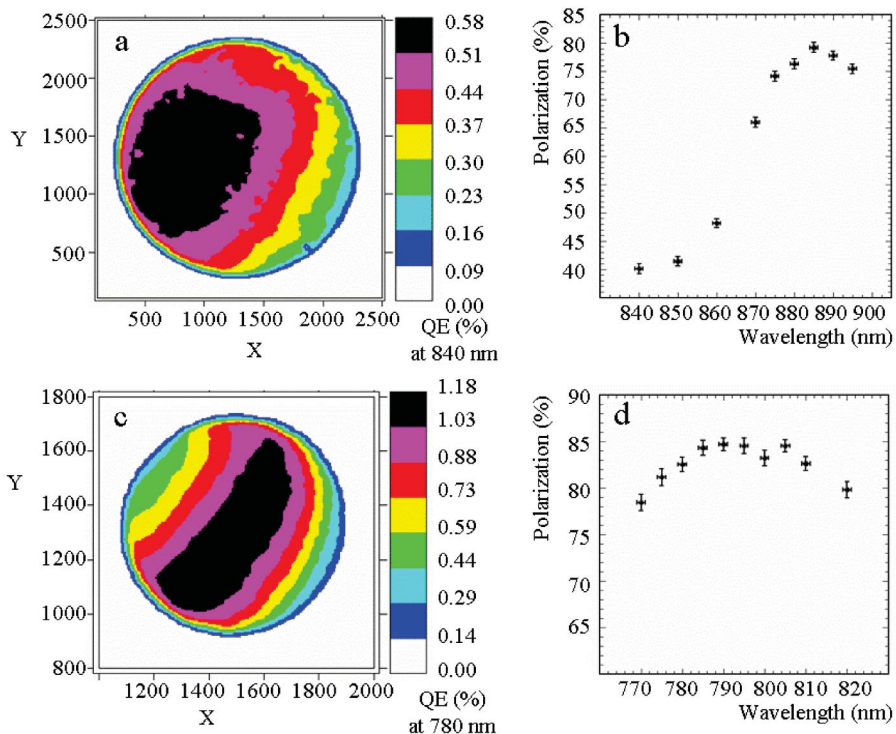 a
2500
2000
1500
1000
500
Y
500 1000 1500 2000 2500
X
0.58
0.51
0.44
0.37
0.30
0.23
0.16
0.09
0.00
QE (%)
at 840 nm
b
Polarization (%)
85
80
75
70
65
60
55
50
45
40
840 850 860 870 880 890 900
Wavelength (nm)
c
1800
1600
1400
1200
1000
800
Y
1200 1400 1600 1800 2000
X
1.18
1.03
0.88
0.73
0.59
0.44
0.29
0.14
0.00
QE (%)
at 780 nm
d
Polarization (%)
90
85
80
75
70
65
770 780 790 800 810 820
Wavelength (nm)